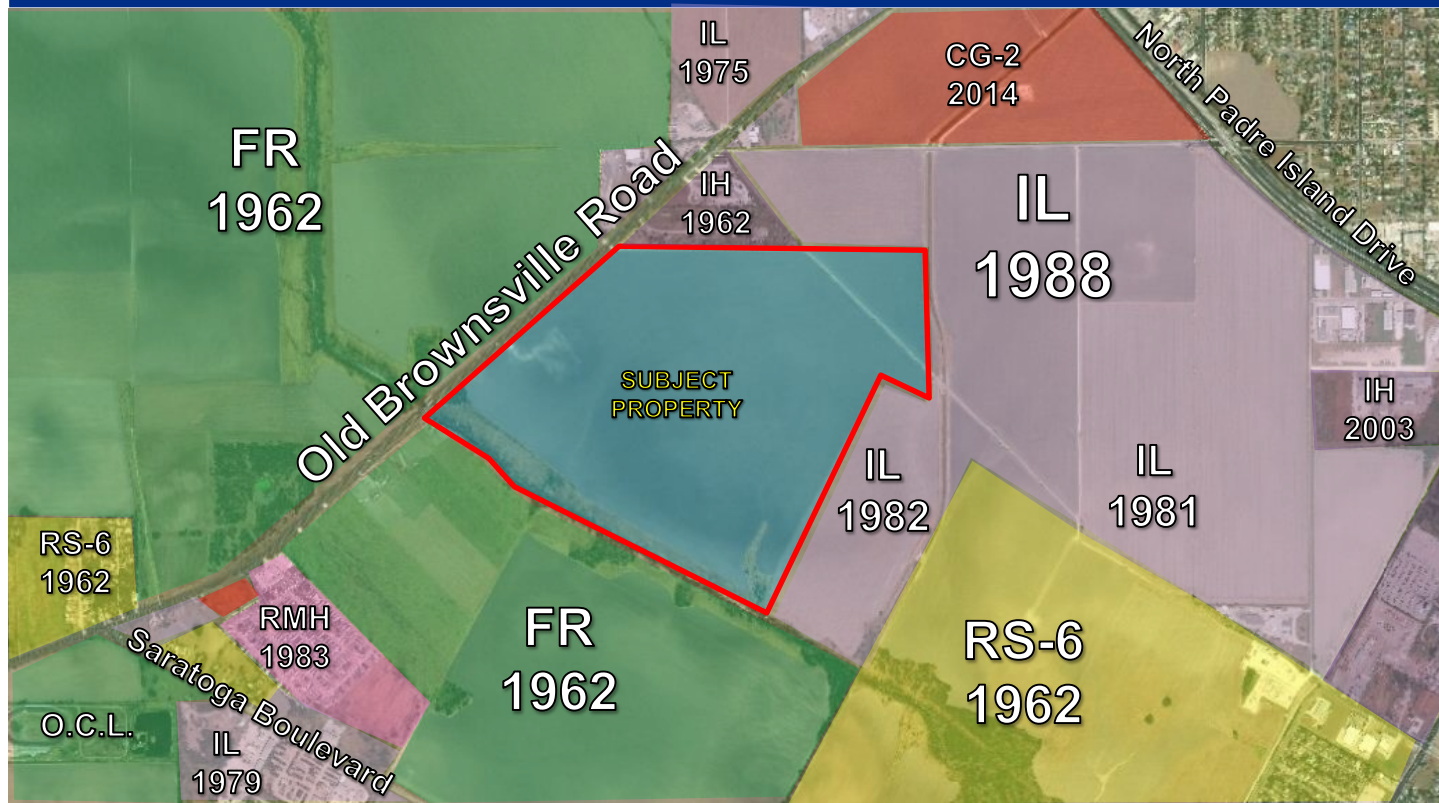 IL
1975
CG-2
2014
North Padre Island Drive
FR
1962
Old Brownsville Road
IH
1962
IL
1988
SUBJECT
PROPERTY
IH
2003
IL
1982
IL
1981
RS-6
1962
RMH
1983
FR
1962
RS-6
1962
Saratoga Boulevard
O.C.L.
IL
1979